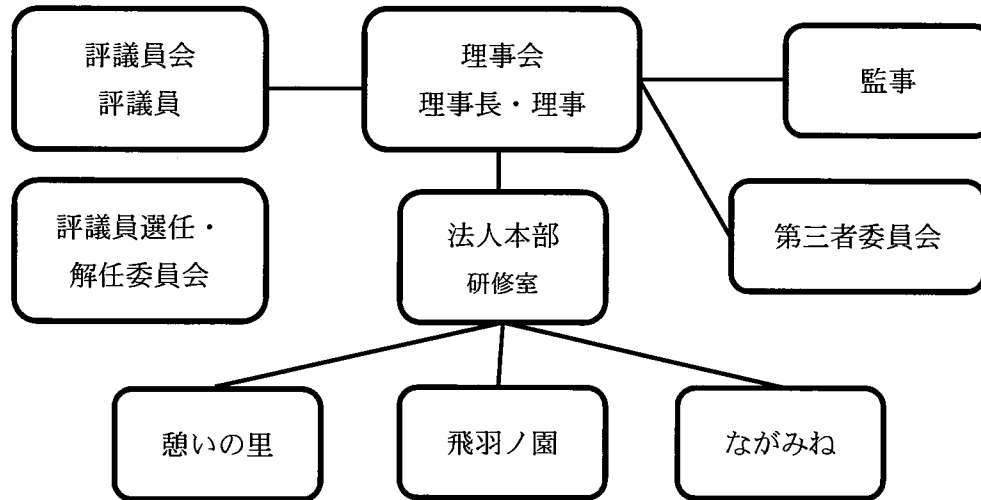 評議員会
評議員
理事会
理事長・理事
監事
評議員選任・
解任委員会
法人本部
研修室
第三者委員会
憩いの里
飛羽ノ園
ながみね